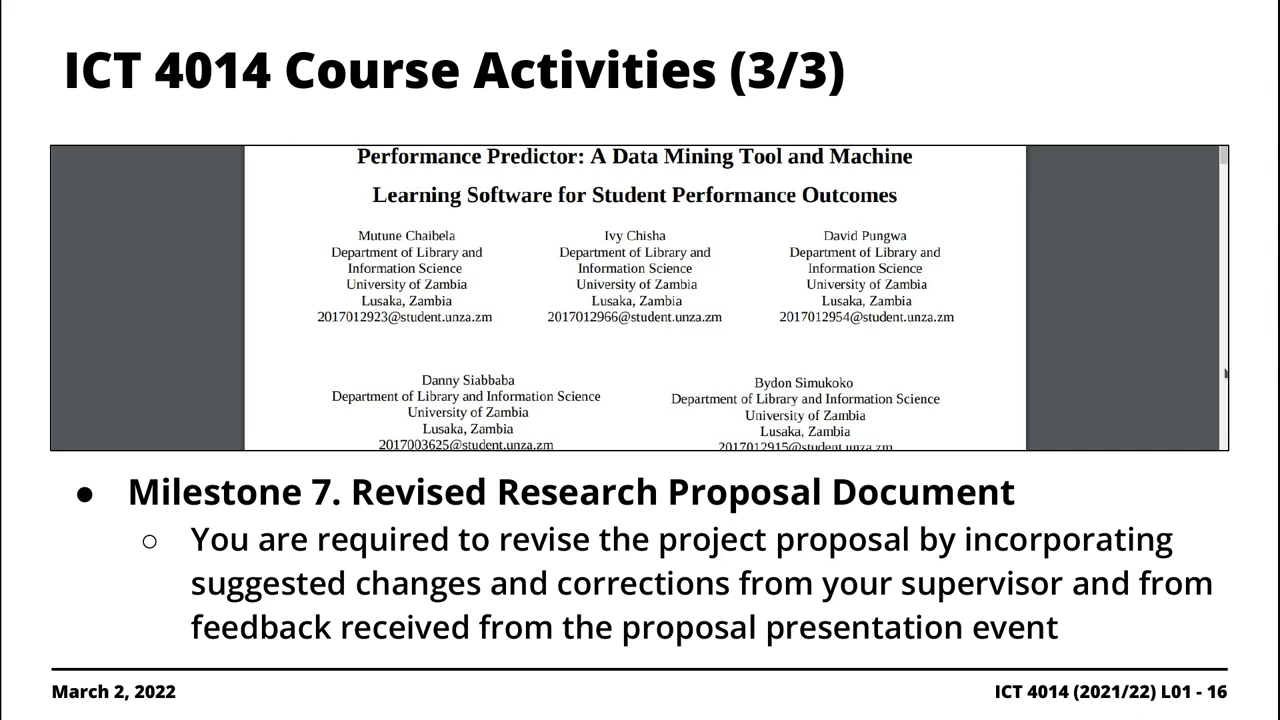 ICT 4014 Course Activities (3/3)
Performance Predictor: A Data Mining Tool and Machine
Learning Software for Student Performance Outcomes
Mutune Chaibela
Department of Library and
Information Science
University of Zambia
Lusaka, Zambia
2017012923@student.unza.zm
Ivy Chisha
Department of Library and
Information Science
University of Zambia
Lusaka, Zambia
2017012966@student.unza.zm
David Pungwa
Department of Library and
Information Science
University of Zambia
Lusaka, Zambia
2017012954@student.unza.zm
Danny Siabbaba
Department of Library and Information Science
University of Zambia
Lusaka, Zambia
2017003625@student.unza.zm
Bydon Simukoko
Department of Library and Information Science
University of Zambia
Lusaka, Zambia
2017012915@student.unza.zm
● Milestone 7. Revised Research Proposal Document
○ You are required to revise the project proposal by incorporating
suggested changes and corrections from your supervisor and from
feedback received from the proposal presentation event
March 2, 2022
ICT 4014 (2021/22) L01 - 16